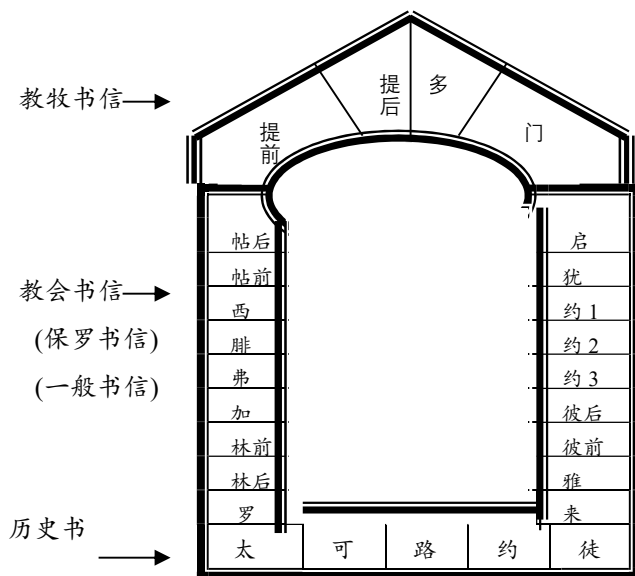 教牧书信
提前
提后
多
门
教会书信
(保罗书信)
(一般书信)
历史书
帖后
帖前
西
腓
弗
加
林前
林后
罗
启
犹
约 1
约 2
约 3
彼后
彼前
雅
来
太 可 路 约 徒